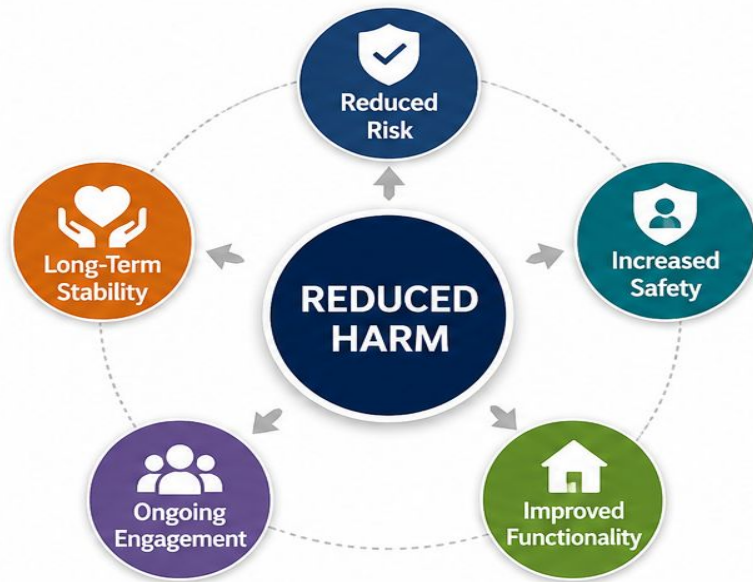 Reduced
Risk
Increased
Safety
Improved
Functionality
Ongoing
Engagement
Long-Term
Stability
REDUCED
HARM